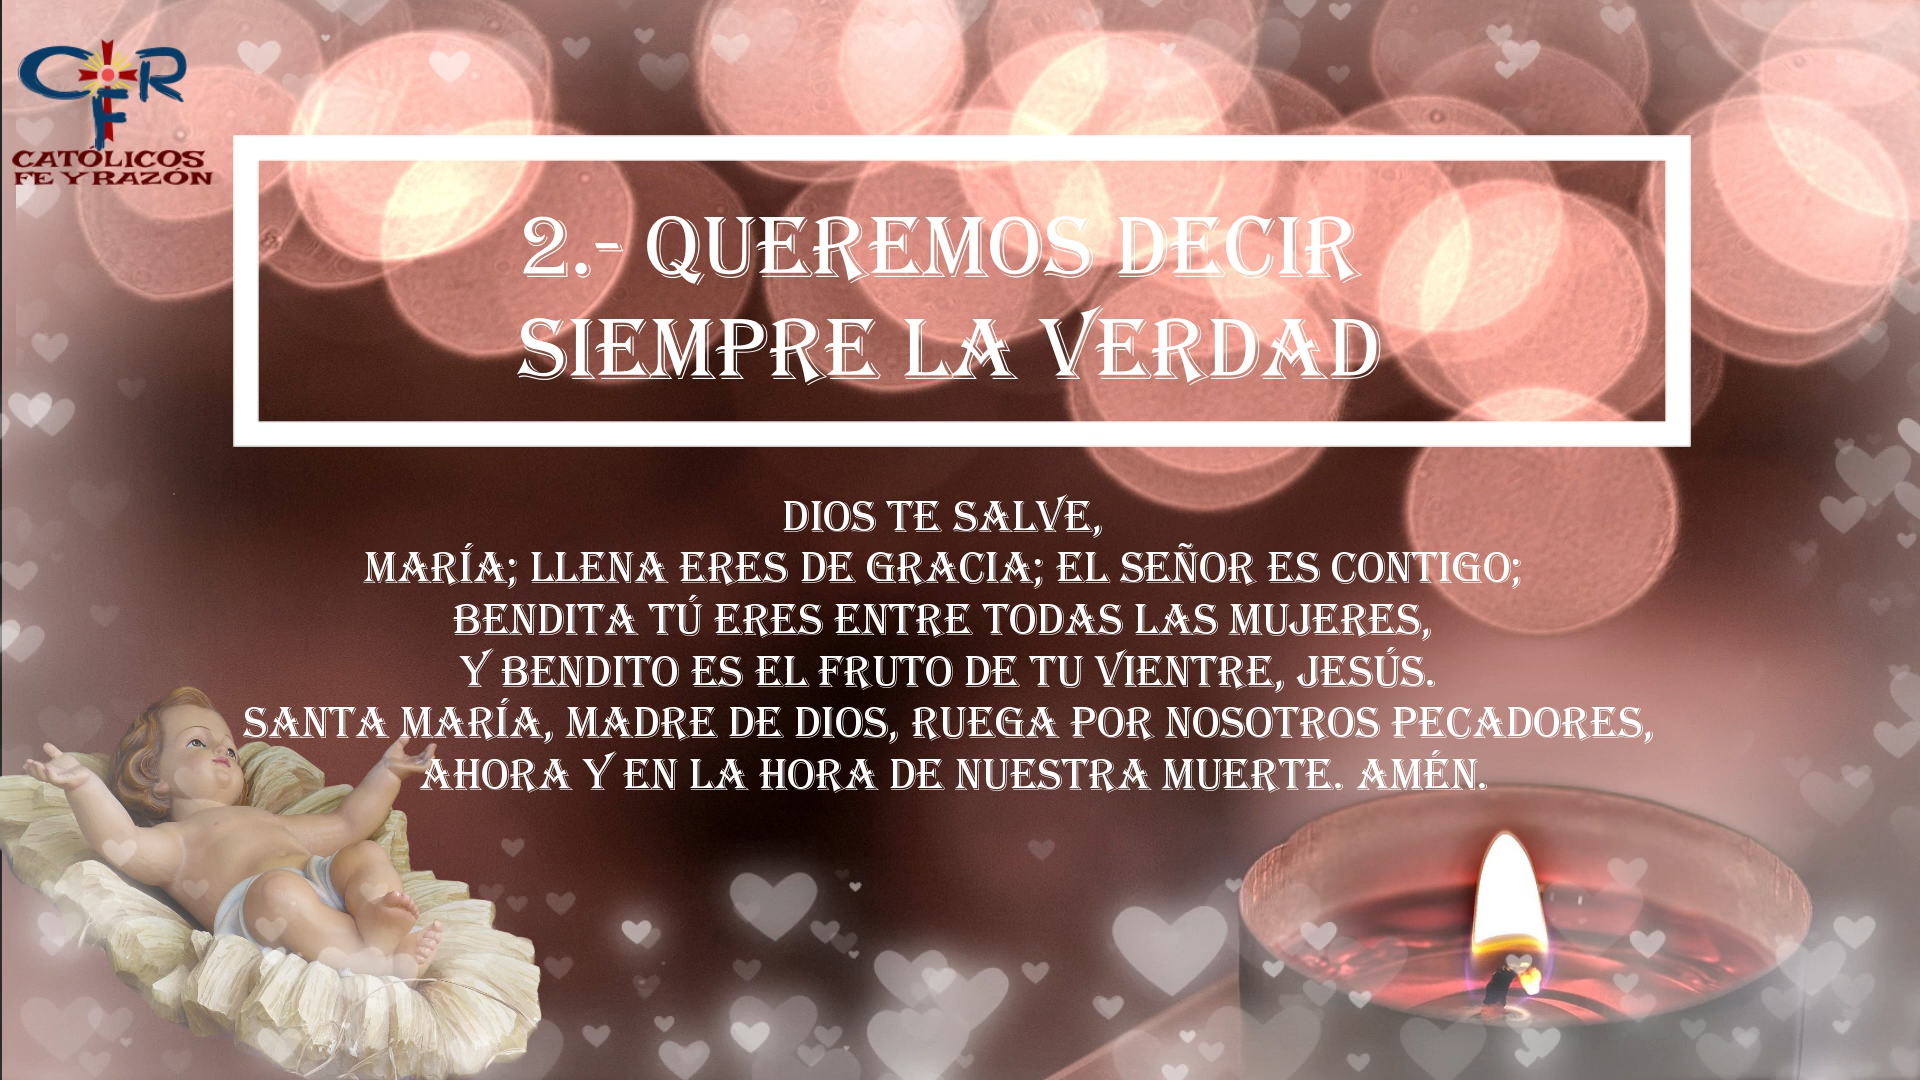 CFR
CATÓLICOS
FE Y RAZÓN
2.- QUEREMOS DECIR
SIEMPRE LA VERDAD
DIOS TE SALVE,
MARÍA; LLENA ERES DE GRACIA; EL SEÑOR ES CONTIGO;
BENDITA TÚ ERES ENTRE TODAS LAS MUJERES,
Y BENDITO ES EL FRUTO DE TU VIENTRE, JESÚS.
SANTA MARÍA, MADRE DE DIOS, RUEGA POR NOSOTROS PECADORES,
AHORA Y EN LA HORA DE NUESTRA MUERTE. AMÉN.